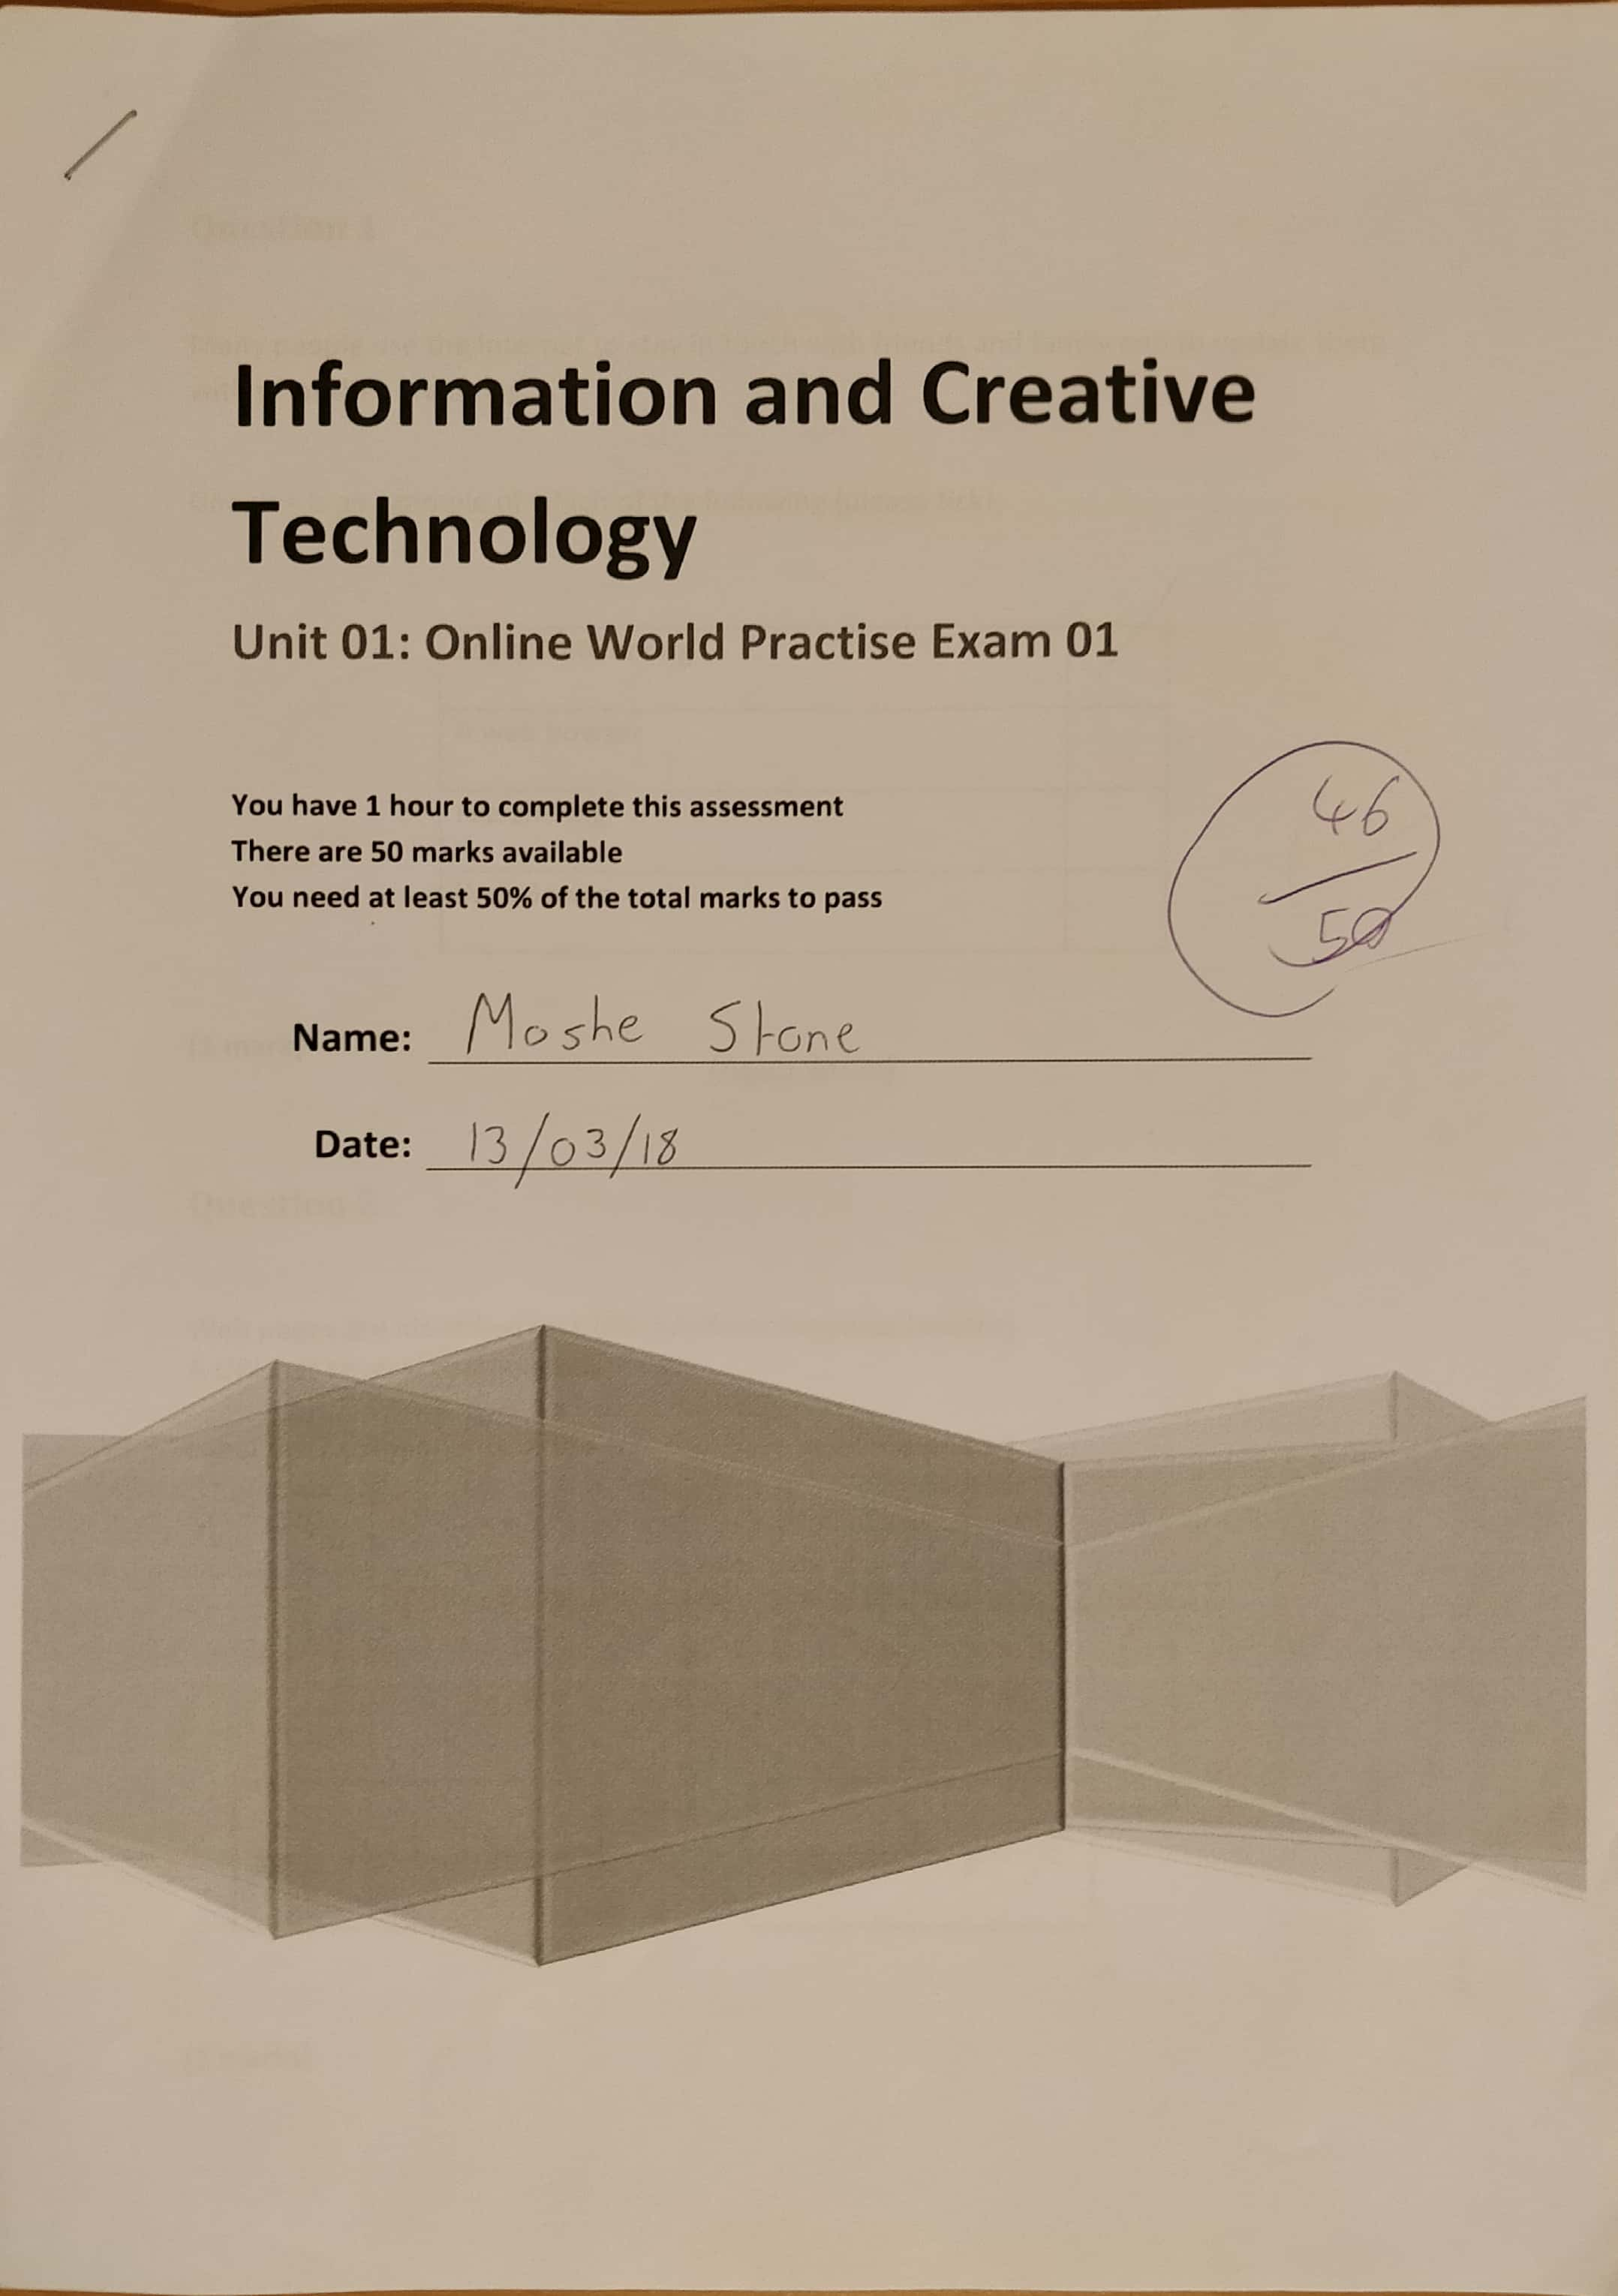 Information and Creative
Technology
Unit 01: Online World Practise Exam 01
You have 1 hour to complete this assessment
There are 50 marks available
You need at least 50% of the total marks to pass
46
50
Name: Moshe Stone
Date: 13/03/18